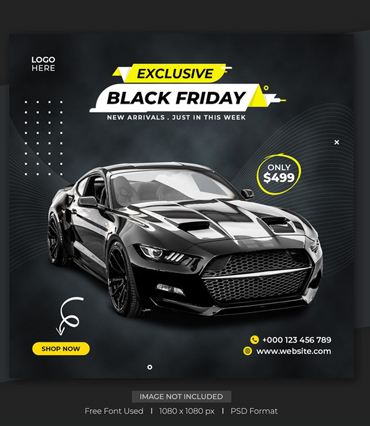 LOGO
HERE
EXCLUSIVE
BLACK FRIDAY
NEW ARRIVALS . JUST IN THIS WEEK
ONLY
$499
SHOP NOW
+000 123 456 789
www.website.com
IMAGE NOT INCLUDED
Free Font Used I 1080 x 1080 px I PSD Format